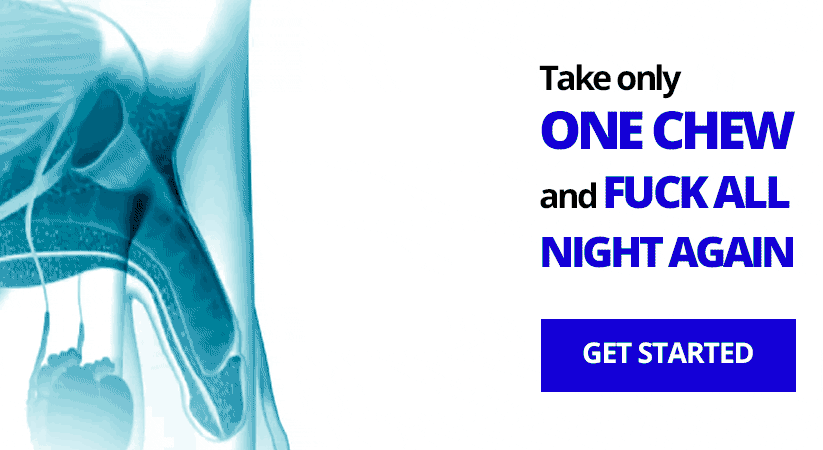 Take only
ONE CHEW
and FUCK ALL
NIGHT AGAIN
GET STARTED